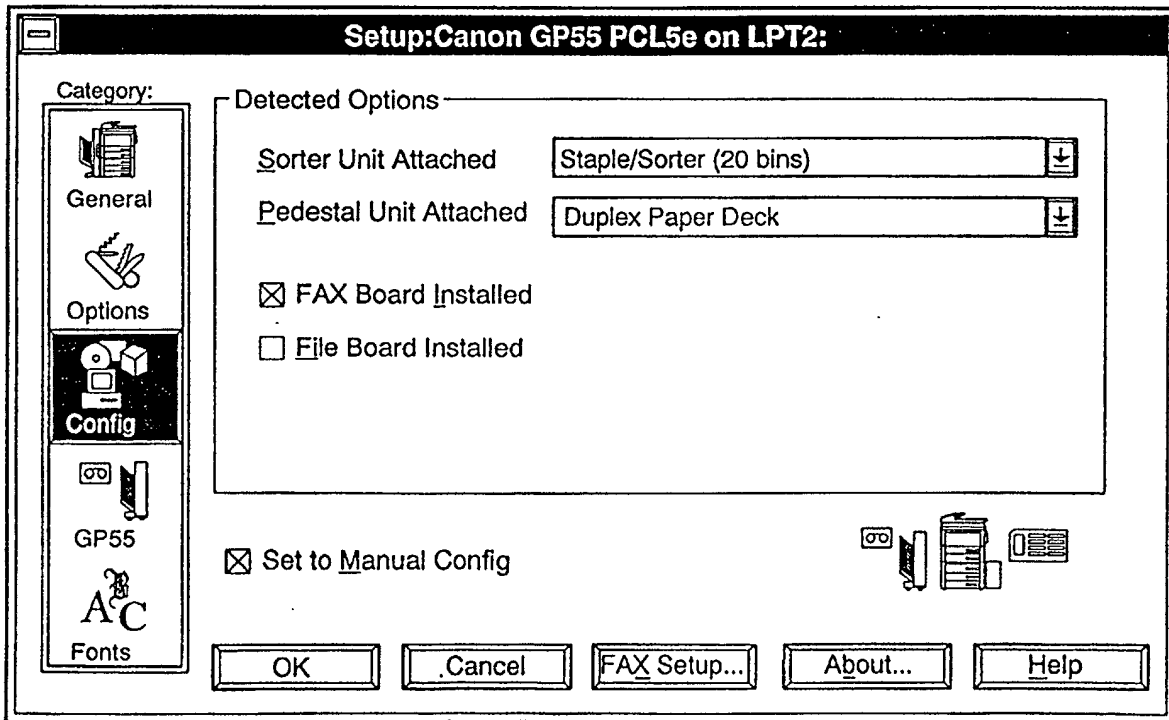 Setup:Canon GP55 PCL5e on LPT2:
Category:
General
Options
Config
GP55
Fonts
Detected Options
Sorter Unit Attached
Staple/Sorter (20 bins)
Pedestal Unit Attached
Duplex Paper Deck
FAX Board Installed
File Board Installed
Set to Manual Config
OK
Cancel
FAX Setup...
About...
Help